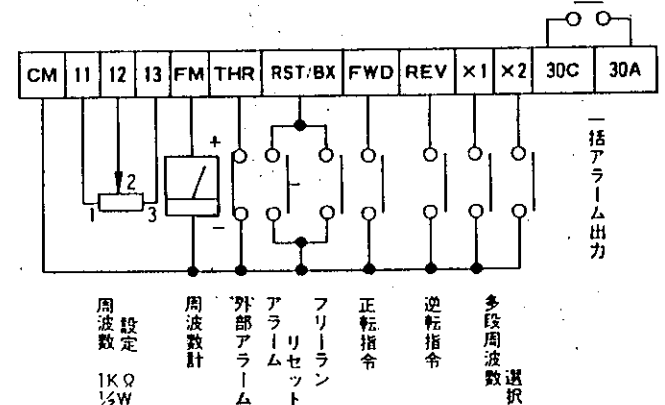 CM 11 12 13 FM THR RST/BX FWD REV ×1 ×2 30C 30A
一括アラーム出力
+
2
1 3
−
周波数
設定
1KΩ
½W
周波数計
外部アラーム
アラーム
リセット
フリーラン
正転指令
逆転指令
多段周波数
選択